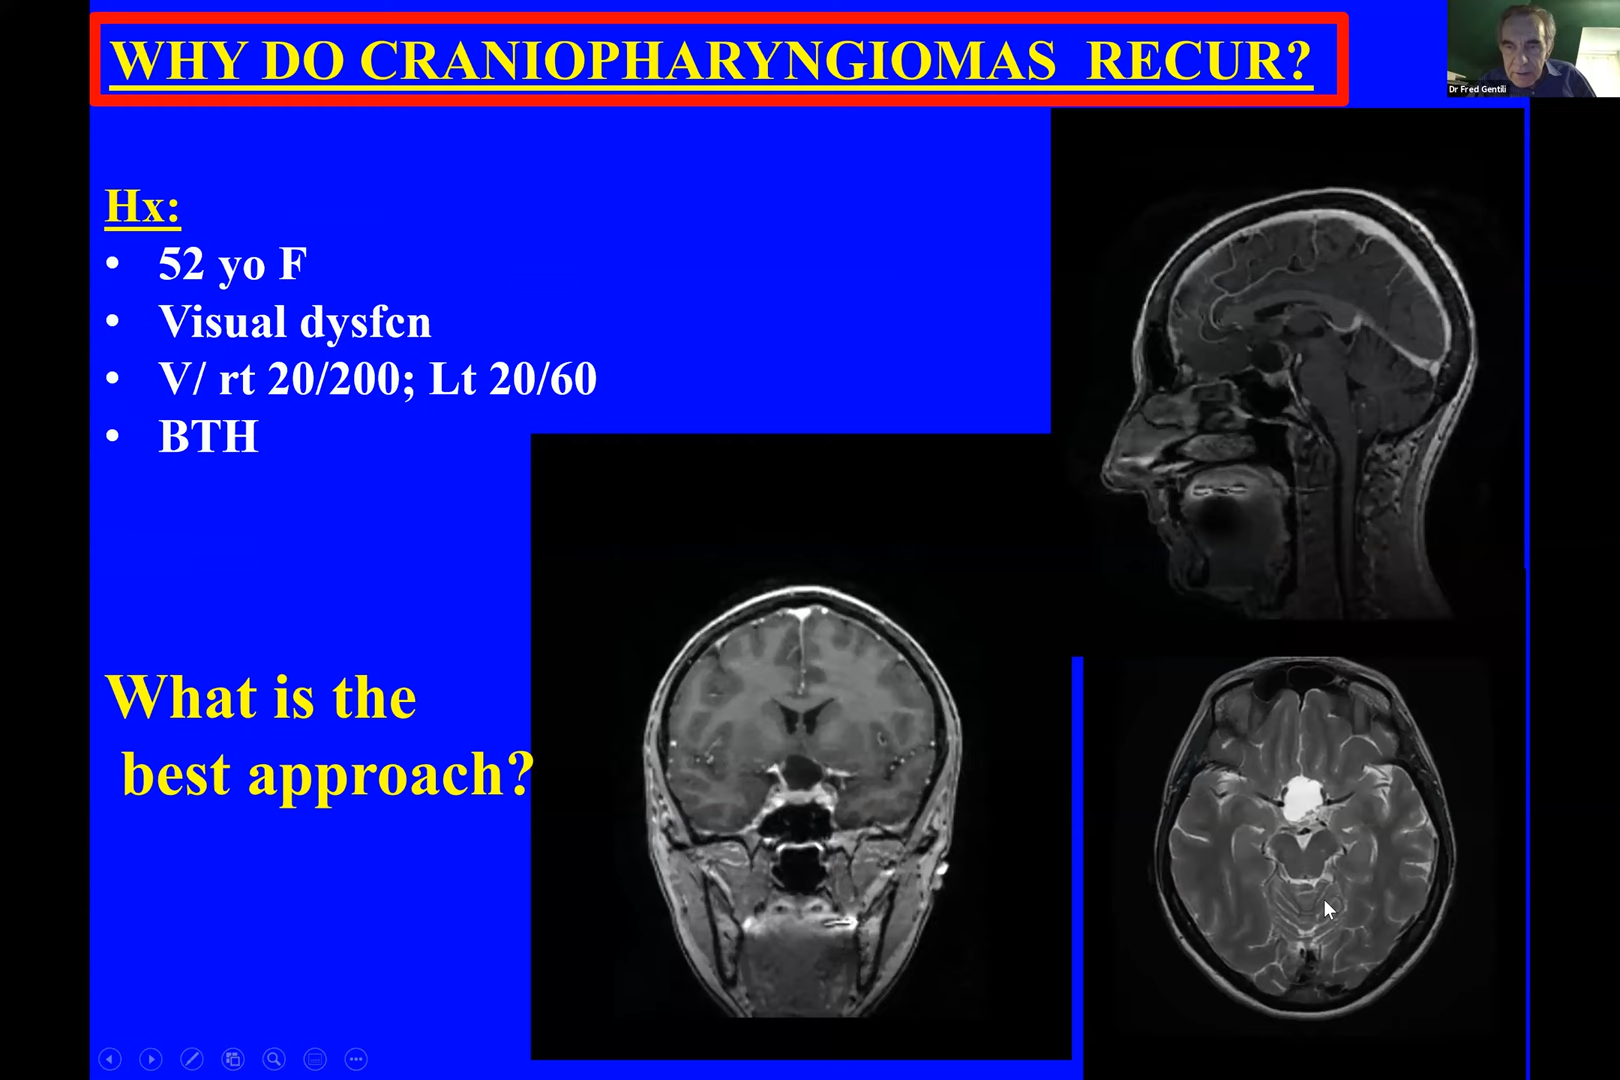 WHY DO CRANIOPHARYNGIOMAS RECUR?
Dr Fred Gentili
Hx:
• 52 yo F
• Visual dysfcn
• V/ rt 20/200; Lt 20/60
• BTH
What is the
best approach?